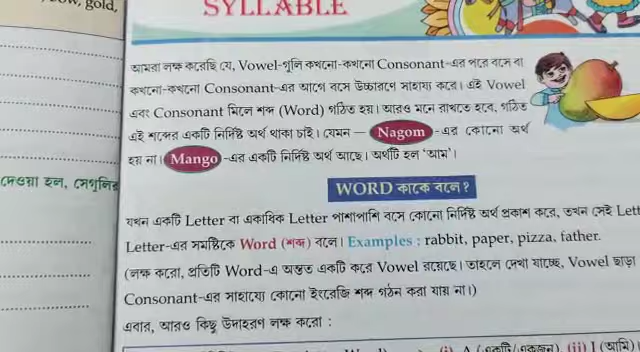 gold,
SYLLABLE
আমরা লক্ষ করেছি যে, Vowel-গুলি কখনো-কখনো Consonant-এর পরে বসে বা
কখনো-কখনো Consonant-এর আগে বসে উচ্চারণে সাহায্য করে। এই Vowel
এবং Consonant মিলে শব্দ (Word) গঠিত হয়। আরও মনে রাখতে হবে, গঠিত
এই শব্দের একটি নির্দিষ্ট অর্থ থাকা চাই। যেমন — Nagom -এর কোনো অর্থ
হয় না। Mango -এর একটি নির্দিষ্ট অর্থ আছে। অর্থটি হল 'আম'।
দেওয়া হল, সেগুলির
WORD কাকে বলে?
যখন একটি Letter বা একাধিক Letter পাশাপাশি বসে কোনো নির্দিষ্ট অর্থ প্রকাশ করে, তখন সেই Lett
Letter-এর সমষ্টিকে Word (শব্দ) বলে। Examples : rabbit, paper, pizza, father.
(লক্ষ করো, প্রতিটি Word-এ অন্তত একটি করে Vowel রয়েছে। তাহলে দেখা যাচ্ছে, Vowel ছাড়া
Consonant-এর সাহায্যে কোনো ইংরেজি শব্দ গঠন করা যায় না।)
এবার, আরও কিছু উদাহরণ লক্ষ করো :
(i) A (একটি/একজন) (ii) I (আমি)